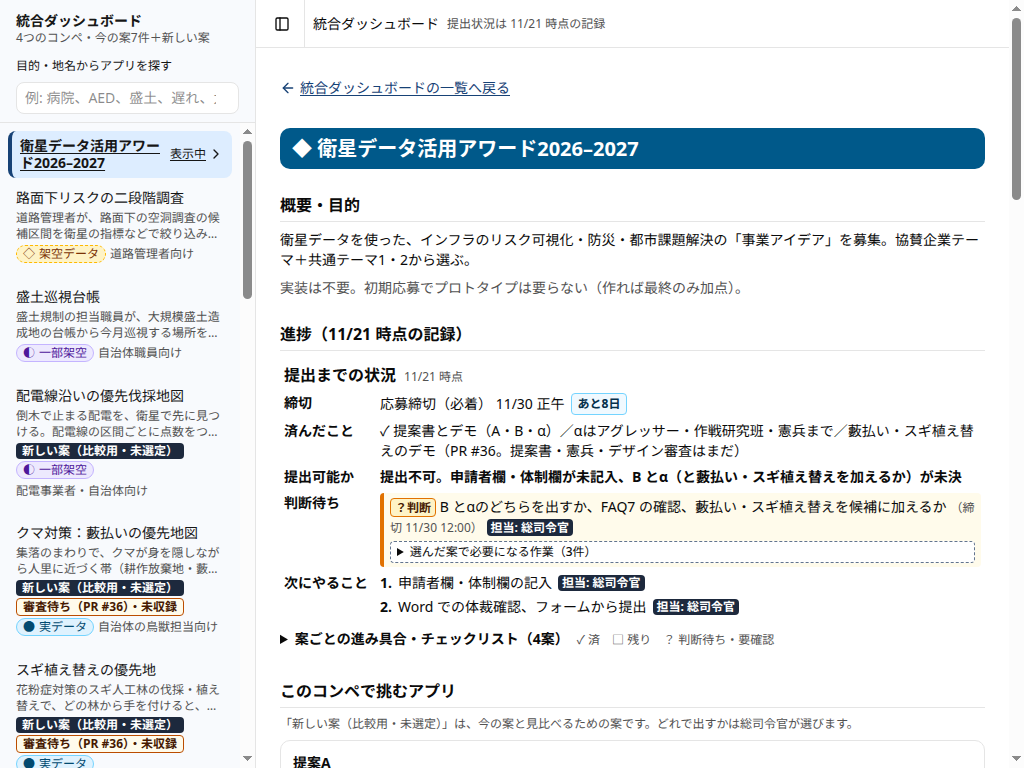 統合ダッシュボード
4つのコンペ・今の案7件＋新しい案
目的・地名からアプリを探す
例: 病院、AED、盛土、遅れ、
衛星データ活用アワー
ド2026–2027
表示中
路面下リスクの二段階調査
道路管理者が、路面下の空洞調査の候
補区間を衛星の指標などで絞り込み…
◇ 架空データ 道路管理者向け
盛土巡視台帳
盛土規制の担当職員が、大規模盛土造
成地の台帳から今月巡視する場所を…
◐ 一部架空 自治体職員向け
配電線沿いの優先伐採地図
倒木で止まる配電を、衛星で先に見つ
ける。配電線の区間ごとに点数をつ…
新しい案（比較用・未選定）
◐ 一部架空
配電事業者・自治体向け
クマ対策：藪払いの優先地図
集落のまわりで、クマが身を隠しなが
ら人里に近づく帯（耕作放棄地・藪…
新しい案（比較用・未選定）
審査待ち（PR #36）・未収録
● 実データ 自治体の鳥獣担当向け
スギ植え替えの優先地
花粉症対策のスギ人工林の伐採・植え
替えで、どの林から手を付けると、…
新しい案（比較用・未選定）
審査待ち（PR #36）・未収録
● 実データ
統合ダッシュボード 提出状況は 11/21 時点の記録
← 統合ダッシュボードの一覧へ戻る
◆ 衛星データ活用アワード2026–2027
概要・目的
衛星データを使った、インフラのリスク可視化・防災・都市課題解決の「事業アイデア」を募集。協賛企業テー
マ＋共通テーマ1・2から選ぶ。
実装は不要。初期応募でプロトタイプは要らない（作れば最終のみ加点）。
進捗（11/21 時点の記録）
提出までの状況 11/21 時点
締切 応募締切（必着） 11/30 正午 あと8日
済んだこと ✓ 提案書とデモ（A・B・α）／αはアグレッサー・作戦研究班・憲兵まで／藪払い・スギ植え替
えのデモ（PR #36。提案書・憲兵・デザイン審査はまだ）
提出可能か 提出不可。申請者欄・体制欄が未記入、B とα（と藪払い・スギ植え替えを加えるか）が未決
判断待ち ？判断 B とαのどちらを出すか、FAQ7 の確認、藪払い・スギ植え替えを候補に加えるか （締
切 11/30 12:00） 担当: 総司令官
▶ 選んだ案で必要になる作業（3件）
次にやること 1. 申請者欄・体制欄の記入 担当: 総司令官
2. Word での体裁確認、フォームから提出 担当: 総司令官
▶ 案ごとの進み具合・チェックリスト（4案） ✓ 済 ☐ 残り ？ 判断待ち・要確認
このコンペで挑むアプリ
「新しい案（比較用・未選定）」は、今の案と見比べるための案です。どれで出すかは総司令官が選びます。
提案A